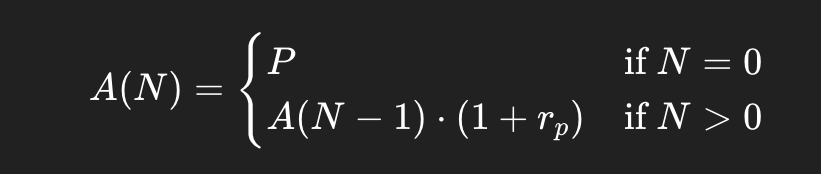 A(N) = { P if N = 0
A(N − 1) · (1 + r_p) if N > 0